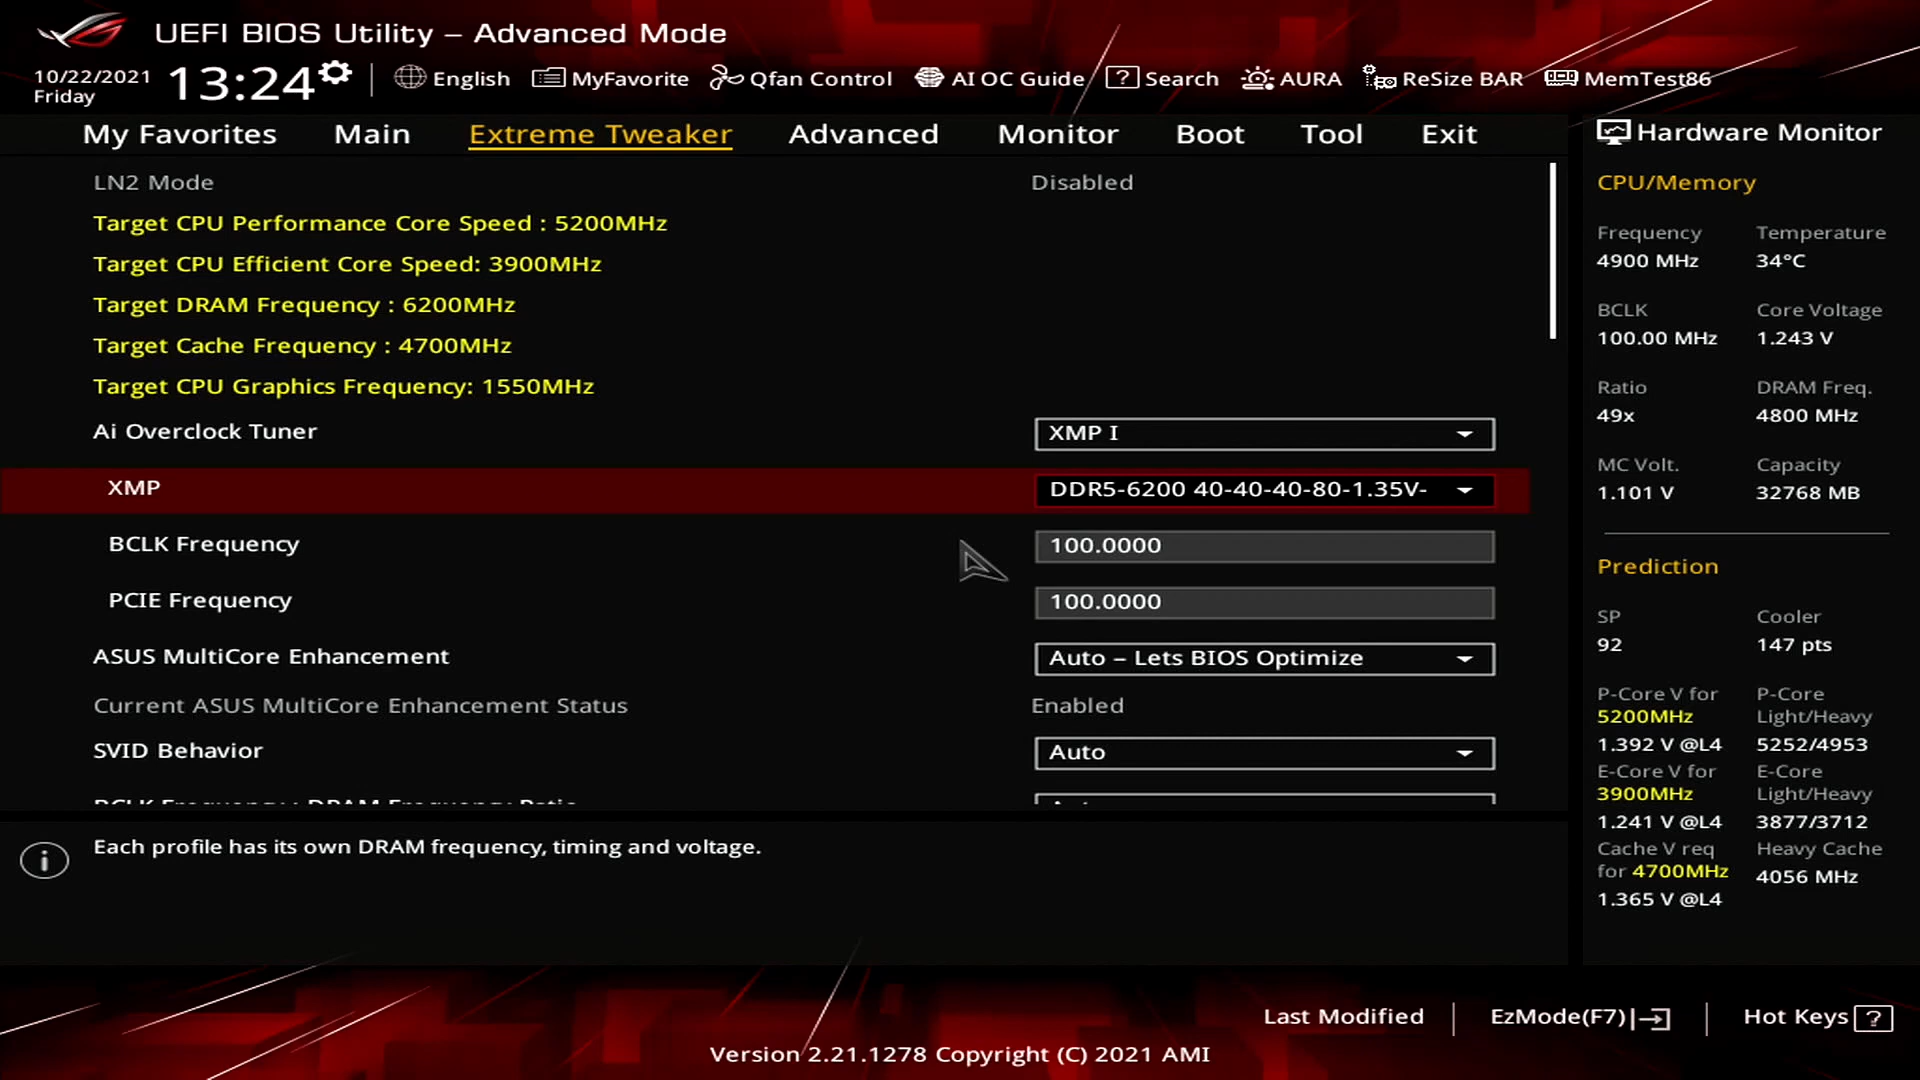 UEFI BIOS Utility – Advanced Mode
10/22/2021
Friday
13:24
English
MyFavorite
Qfan Control
AI OC Guide
? Search
AURA
ReSize BAR
MemTest86
My Favorites
Main
Extreme Tweaker
Advanced
Monitor
Boot
Tool
Exit
LN2 Mode Disabled
Target CPU Performance Core Speed : 5200MHz
Target CPU Efficient Core Speed: 3900MHz
Target DRAM Frequency : 6200MHz
Target Cache Frequency : 4700MHz
Target CPU Graphics Frequency: 1550MHz
Ai Overclock Tuner XMP I
XMP DDR5-6200 40-40-40-80-1.35V-
BCLK Frequency 100.0000
PCIE Frequency 100.0000
ASUS MultiCore Enhancement Auto – Lets BIOS Optimize
Current ASUS MultiCore Enhancement Status Enabled
SVID Behavior Auto
BCLK Frequency : DRAM Frequency Ratio Auto
Each profile has its own DRAM frequency, timing and voltage.
Hardware Monitor
CPU/Memory
Frequency Temperature
4900 MHz 34°C
BCLK Core Voltage
100.00 MHz 1.243 V
Ratio DRAM Freq.
49x 4800 MHz
MC Volt. Capacity
1.101 V 32768 MB
Prediction
SP Cooler
92 147 pts
P-Core V for P-Core
5200MHz Light/Heavy
1.392 V @L4 5252/4953
E-Core V for E-Core
3900MHz Light/Heavy
1.241 V @L4 3877/3712
Cache V req Heavy Cache
for 4700MHz 4056 MHz
1.365 V @L4
Last Modified
EzMode(F7)
Hot Keys ?
Version 2.21.1278 Copyright (C) 2021 AMI